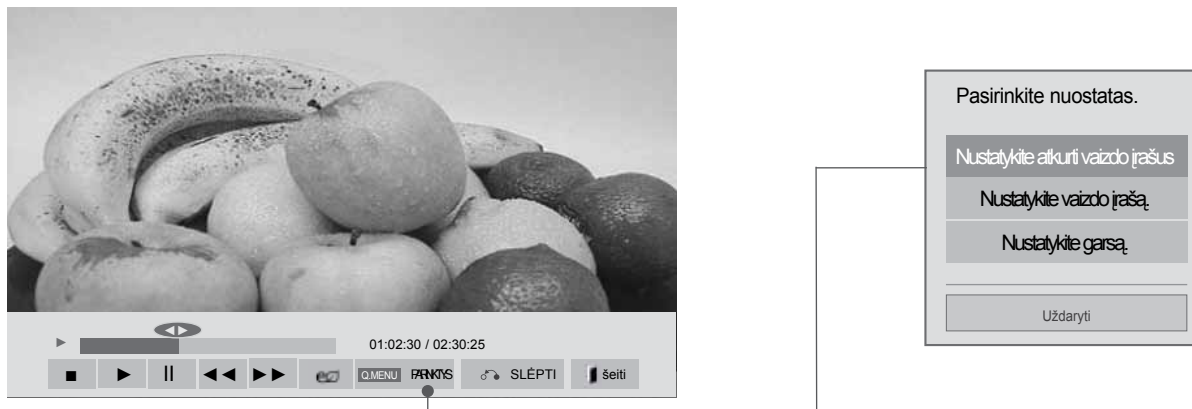 01:02:30 / 02:30:25
Q.MENU PARINKTYS SLĖPTI šeiti
Pasirinkite nuostatas.
Nustatykite atkurti vaizdo įrašus
Nustatykite vaizdo įrašą.
Nustatykite garsą.
Uždaryti